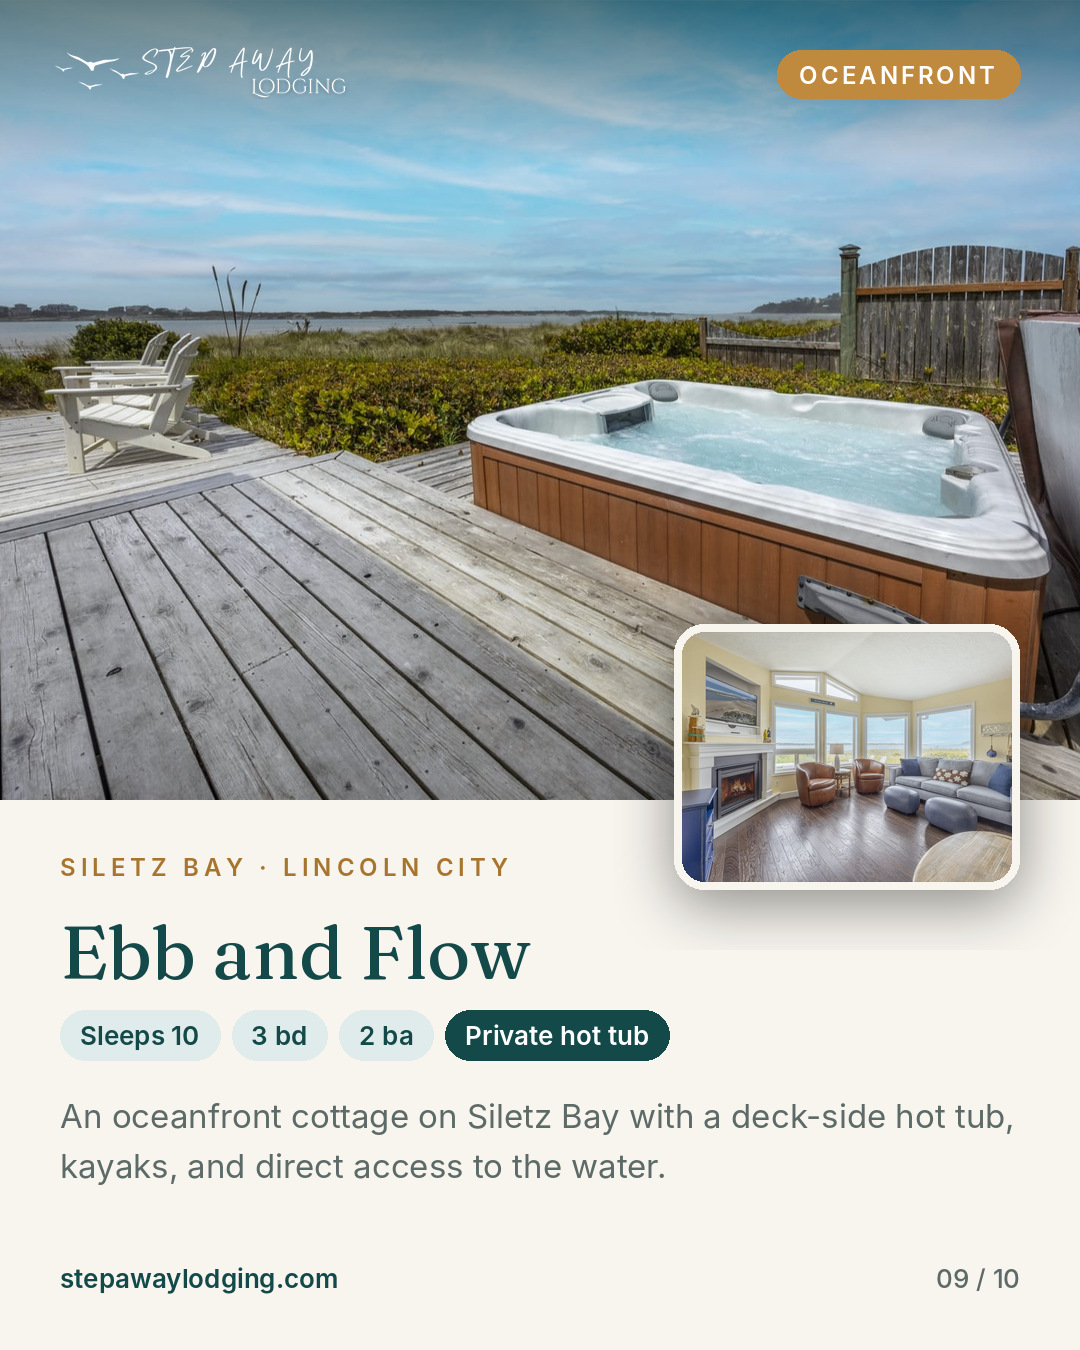 STEP AWAY
LODGING
OCEANFRONT
SILETZ BAY · LINCOLN CITY
Ebb and Flow
Sleeps 10
3 bd
2 ba
Private hot tub
An oceanfront cottage on Siletz Bay with a deck-side hot tub,
kayaks, and direct access to the water.
stepawaylodging.com
09 / 10